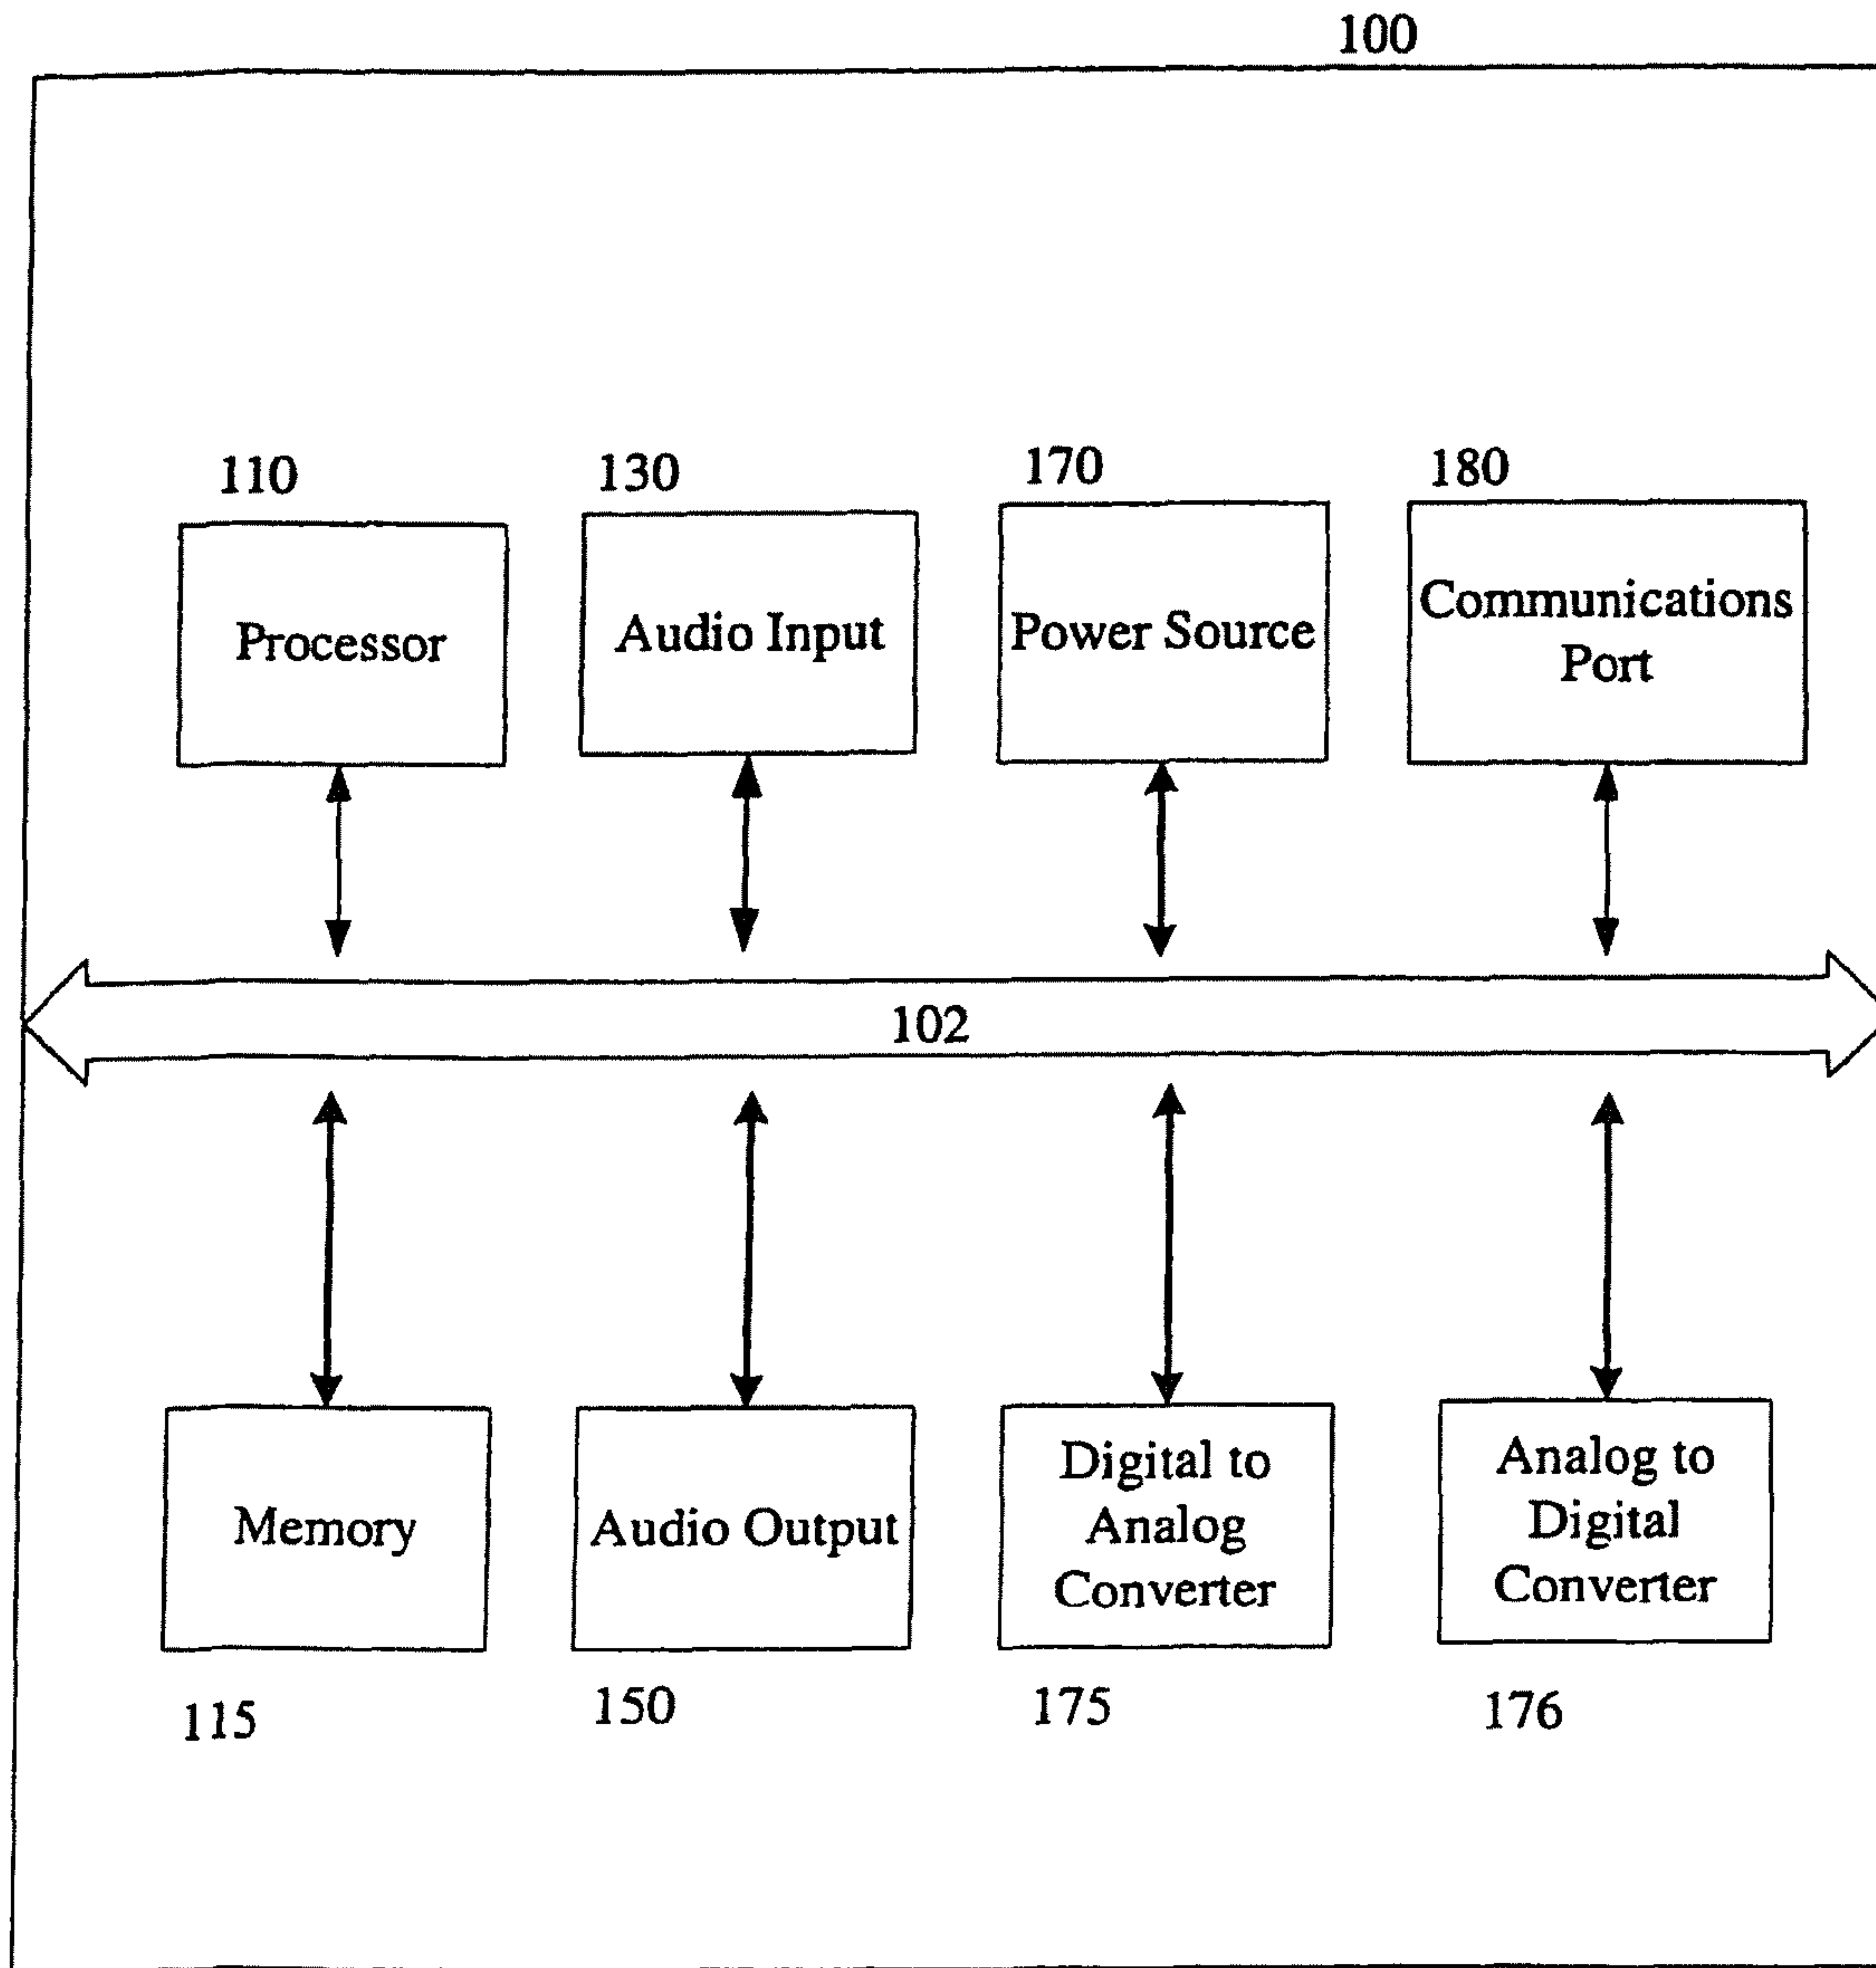 100
110
130
170
180
Processor
Audio Input
Power Source
Communications
Port
102
Memory
Audio Output
Digital to
Analog
Converter
Analog to
Digital
Converter
115
150
175
176